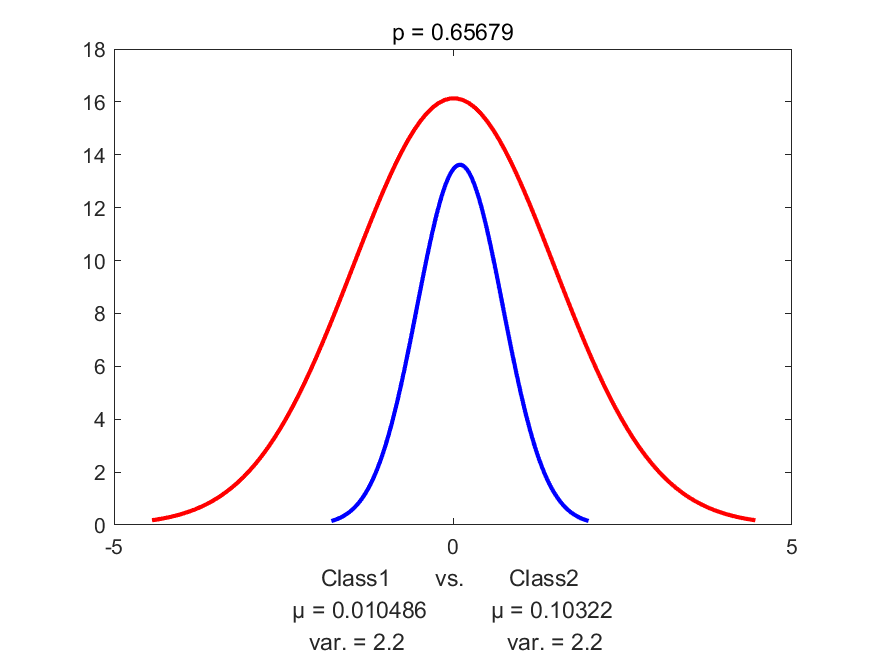 p = 0.65679
18
16
14
12
10
8
6
4
2
0
-5 0 5
Class1 vs. Class2
μ = 0.010486 μ = 0.10322
var. = 2.2 var. = 2.2